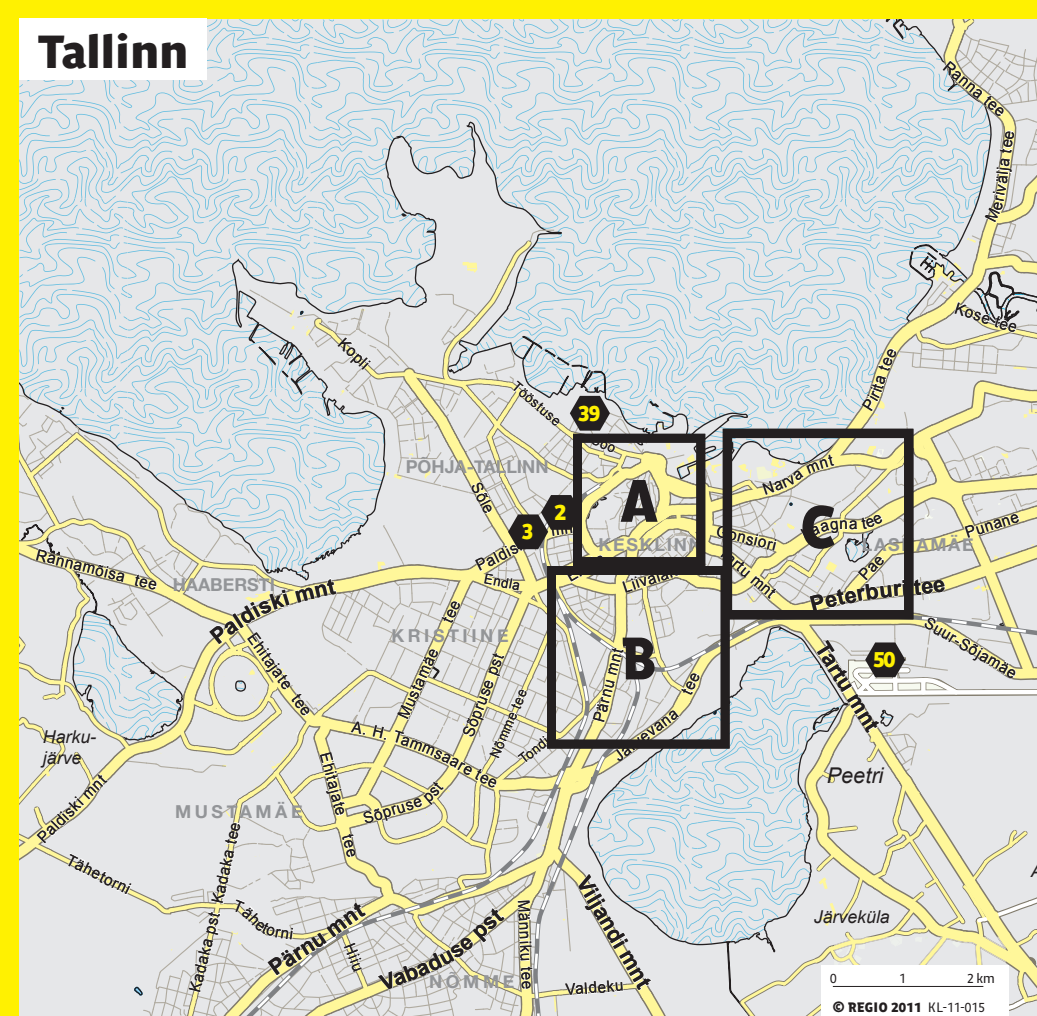 Tallinn
Ranna tee
Merivälja tee
Kose tee
Pirita tee
Kopli
Tööstuse
39
PÕHJA-TALLINN
Sõle
A
2
3
KESKLINN
Narva mnt
C
Laagna tee
Punane
LASNAMÄE
Gonsiori
Tartu mnt
Pae
Peterburi tee
Paldiski
Endla
Liivalaia
Rannamõisa tee
HAABERSTI
Paldiski mnt
KRISTIINE
Mustamäe tee
Sõpruse pst
Nõmme tee
Tondi
B
Pärnu mnt
Järvevana tee
Suur-Sõjamäe
50
Tartu mnt
Ehitajate tee
A. H. Tammsaare tee
Harku-
järve
Paldiski mnt
Peetri
MUSTAMÄE
Ehitajate tee
Sõpruse pst
Kadaka tee
Tähetorni
Tähetorni
Kadaka pst
Hiiu
Pärnu mnt
Vabaduse pst
Männiku tee
Viljandi mnt
NÕMME
Valdeku
Järveküla
0 1 2 km
© REGIO 2011 KL-11-015